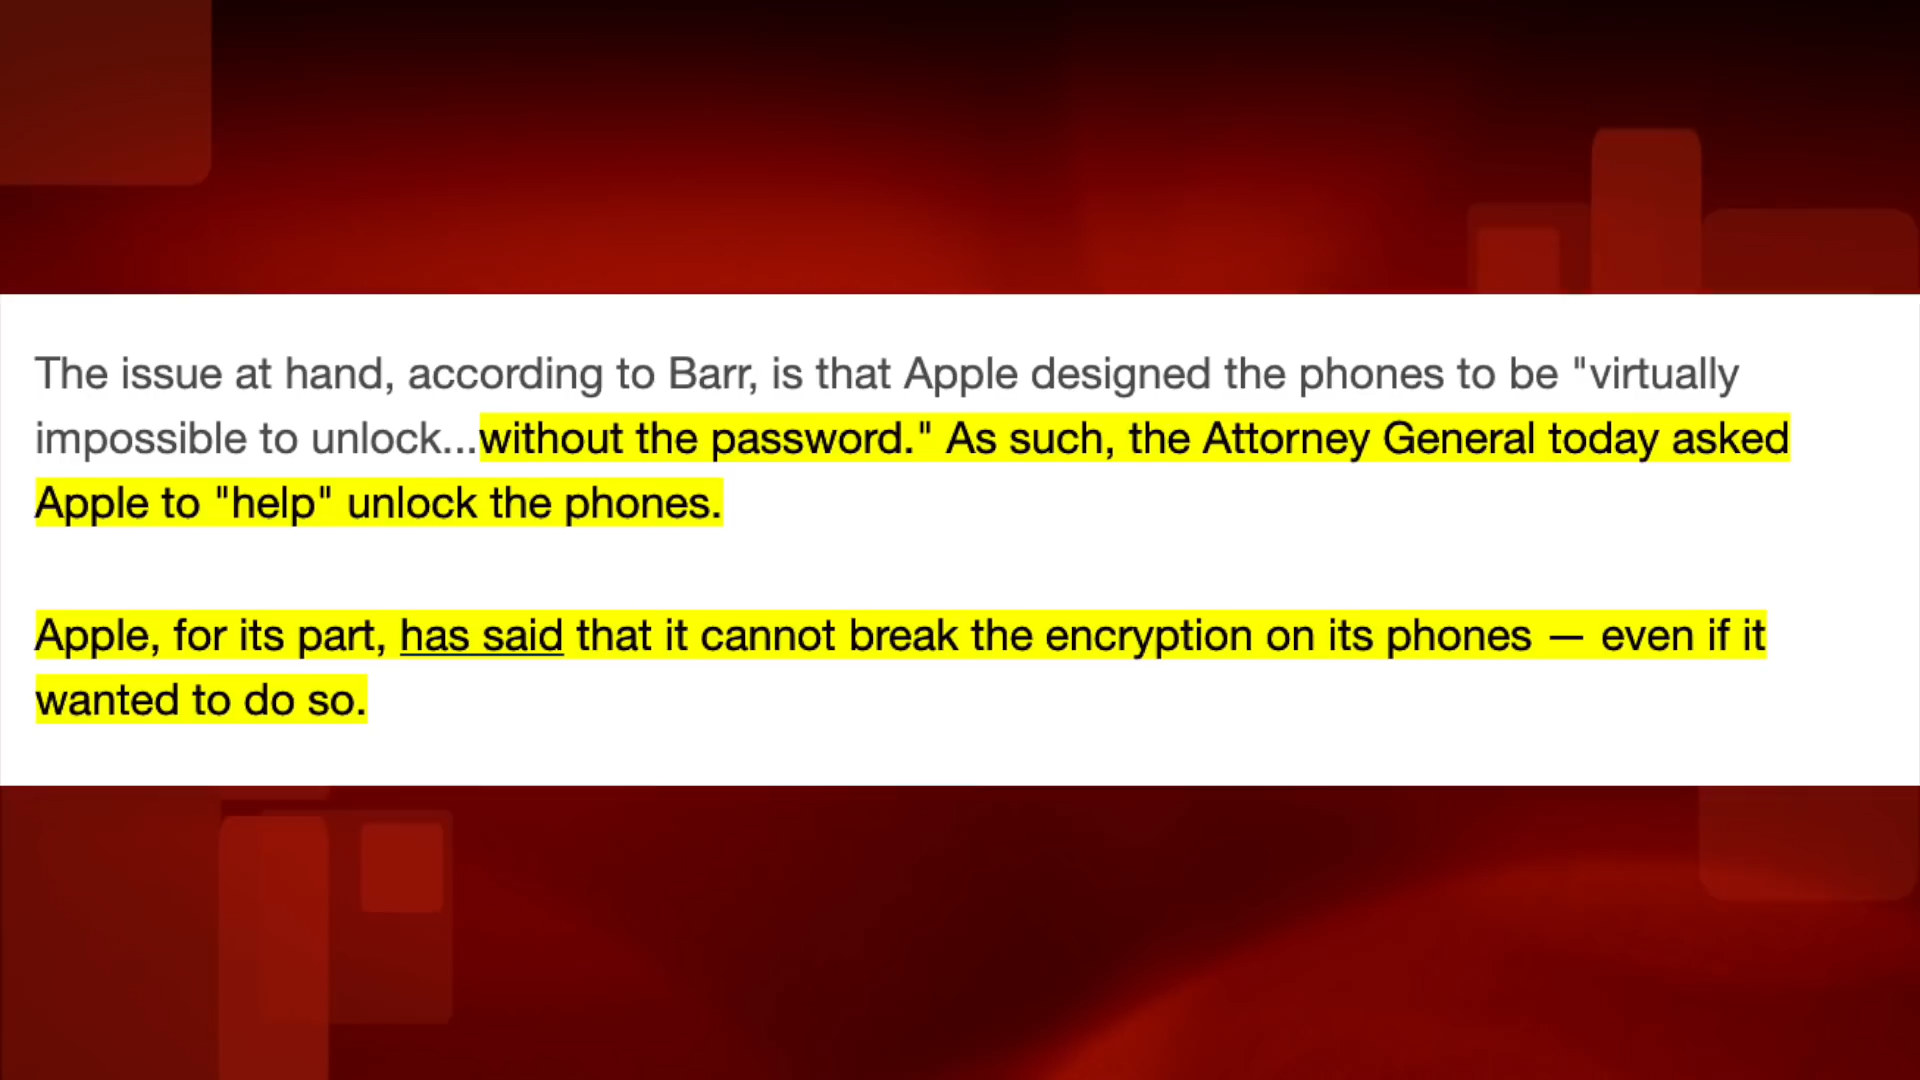 The issue at hand, according to Barr, is that Apple designed the phones to be "virtually
impossible to unlock...without the password." As such, the Attorney General today asked
Apple to "help" unlock the phones.
Apple, for its part, has said that it cannot break the encryption on its phones — even if it
wanted to do so.